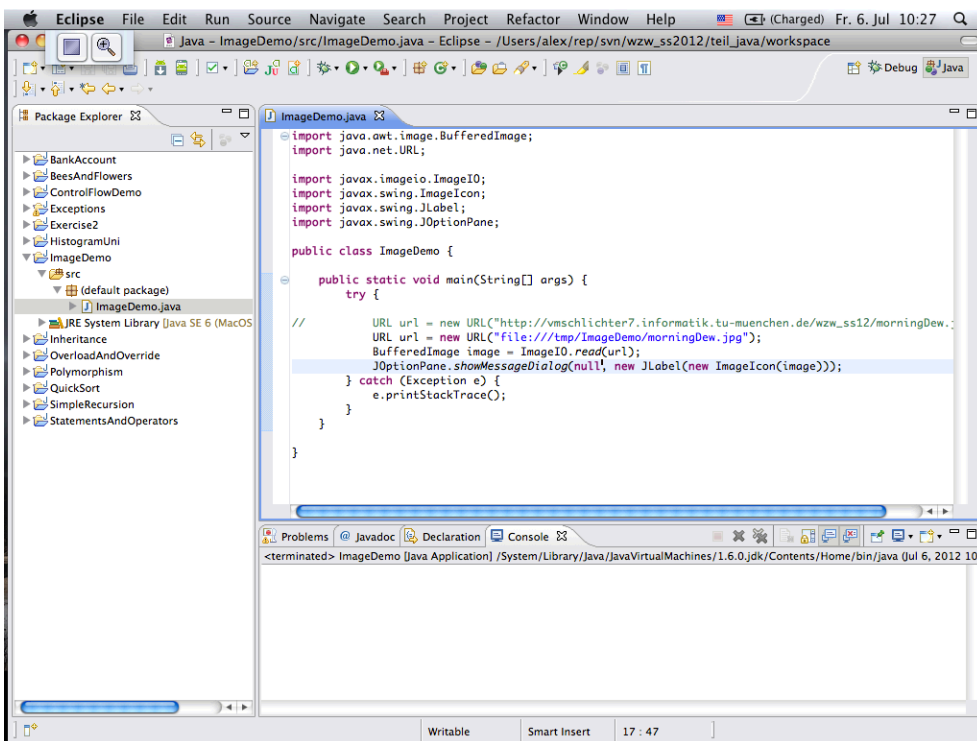 Eclipse File Edit Run Source Navigate Search Project Refactor Window Help (Charged) Fr. 6. Jul 10:27
Java – ImageDemo/src/ImageDemo.java – Eclipse – /Users/alex/rep/svn/wzw_ss2012/teil_java/workspace
Debug Java
Package Explorer
BankAccount
BeesAndFlowers
ControlFlowDemo
Exceptions
Exercise2
HistogramUni
ImageDemo
src
(default package)
ImageDemo.java
JRE System Library [Java SE 6 (MacOS
Inheritance
OverloadAndOverride
Polymorphism
QuickSort
SimpleRecursion
StatementsAndOperators
ImageDemo.java
import java.awt.image.BufferedImage;
import java.net.URL;
import javax.imageio.ImageIO;
import javax.swing.ImageIcon;
import javax.swing.JLabel;
import javax.swing.JOptionPane;
public class ImageDemo {
public static void main(String[] args) {
try {
// URL url = new URL("http://vmschlichter7.informatik.tu-muenchen.de/wzw_ss12/morningDew.j
URL url = new URL("file:///tmp/ImageDemo/morningDew.jpg");
BufferedImage image = ImageIO.read(url);
JOptionPane.showMessageDialog(null, new JLabel(new ImageIcon(image)));
} catch (Exception e) {
e.printStackTrace();
}
}
}
Problems @ Javadoc Declaration Console
<terminated> ImageDemo [Java Application] /System/Library/Java/JavaVirtualMachines/1.6.0.jdk/Contents/Home/bin/java (Jul 6, 2012 10
Writable Smart Insert 17 : 47